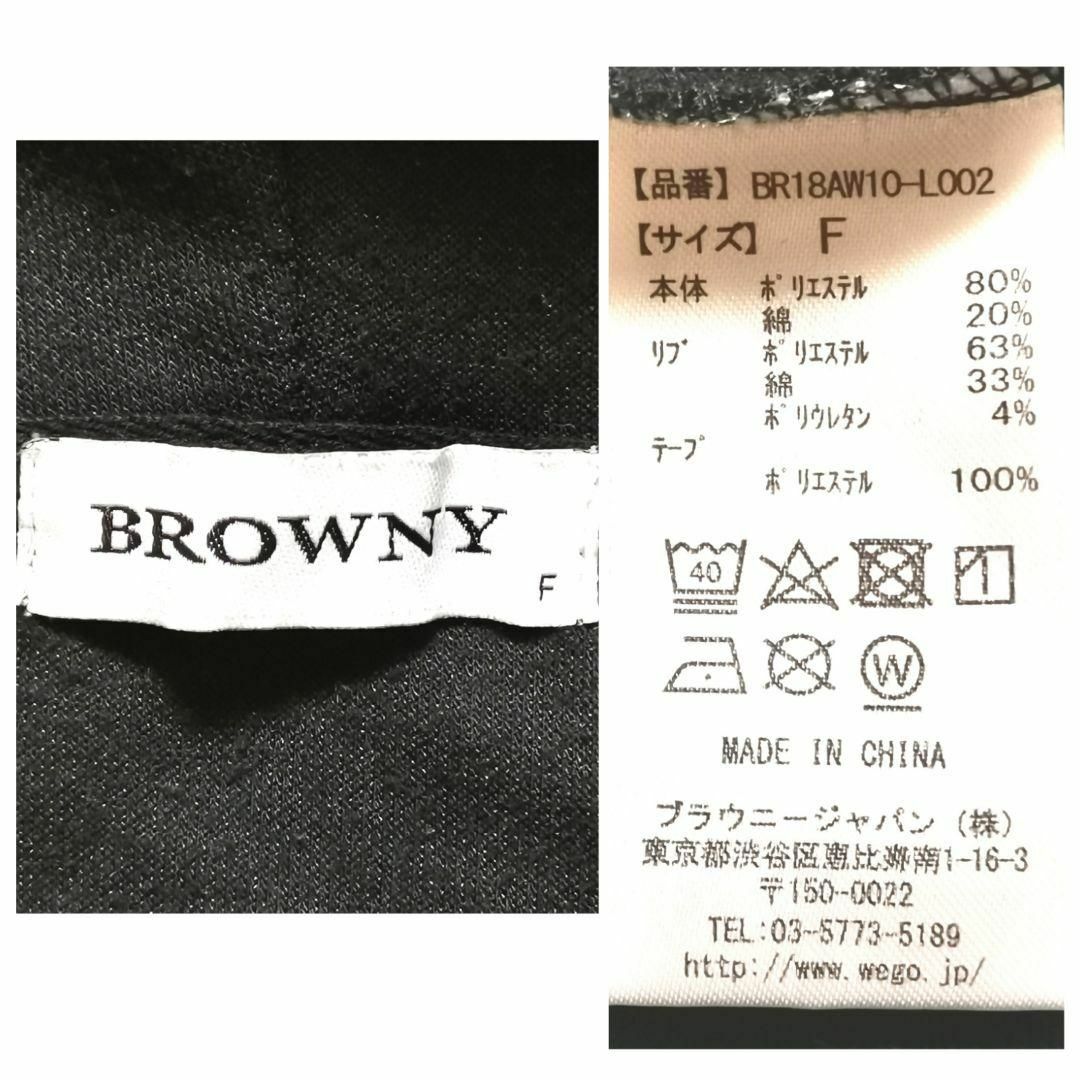 BROWNY
F
【品番】 BR18AW10-L002
【サイズ】 F
本体 ポリエステル 80%
綿 20%
リブ ポリエステル 63%
綿 33%
ポリウレタン 4%
テープ
ポリエステル 100%
40
1
W
MADE IN CHINA
ブラウニージャパン (株)
東京都渋谷区恵比寿南1-16-3
〒150-0022
TEL:03-5773-5189
http://www.wego.jp/